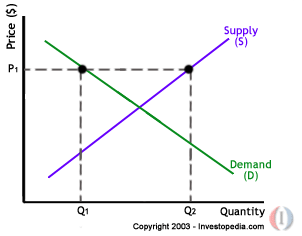 Price ($)
Supply
(S)
P1
Demand
(D)
Q1
Q2
Quantity
Copyright 2003 - Investopedia.com